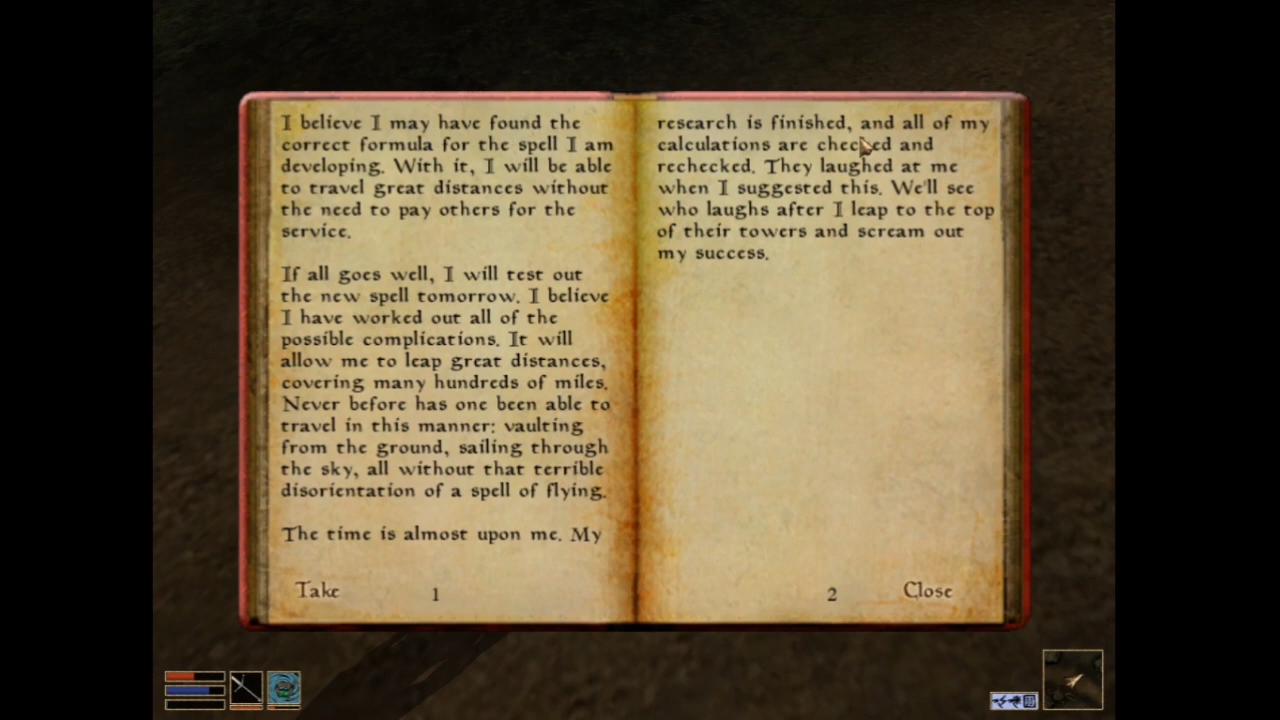 I believe I may have found the
correct formula for the spell I am
developing. With it, I will be able
to travel great distances without
the need to pay others for the
service.
If all goes well, I will test out
the new spell tomorrow. I believe
I have worked out all of the
possible complications. It will
allow me to leap great distances,
covering many hundreds of miles.
Never before has one been able to
travel in this manner: vaulting
from the ground, sailing through
the sky, all without that terrible
disorientation of a spell of flying.
The time is almost upon me. My
Take
1
research is finished, and all of my
calculations are checked and
rechecked. They laughed at me
when I suggested this. We'll see
who laughs after I leap to the top
of their towers and scream out
my success.
2
Close